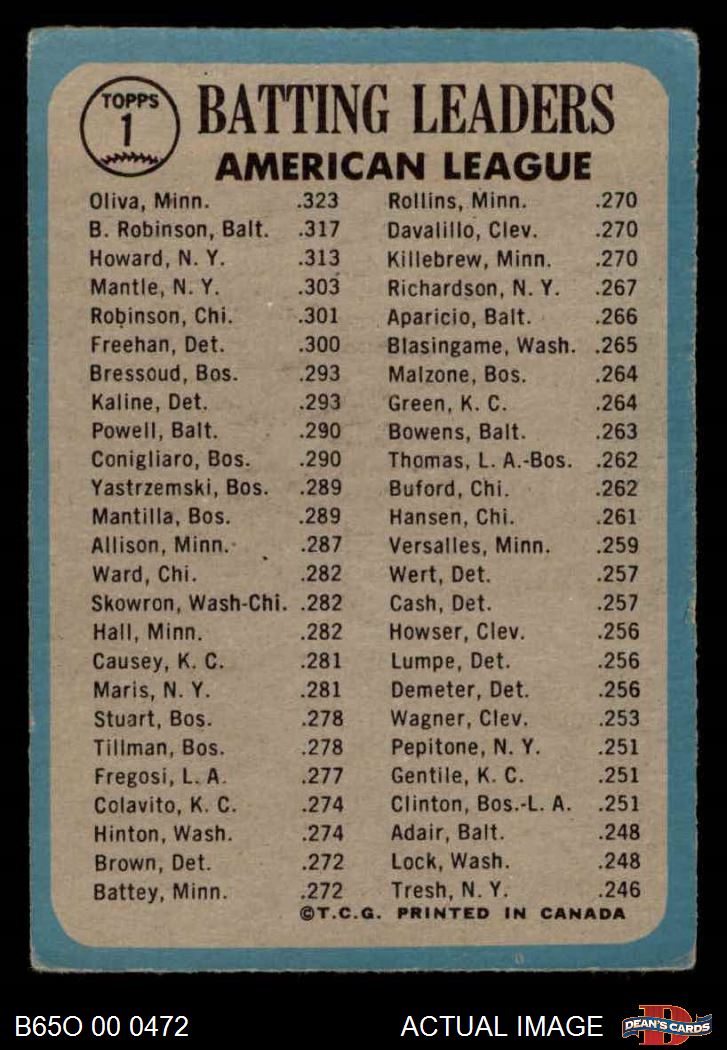 TOPPS
1
BATTING LEADERS
AMERICAN LEAGUE
Oliva, Minn. .323
B. Robinson, Balt. .317
Howard, N. Y. .313
Mantle, N. Y. .303
Robinson, Chi. .301
Freehan, Det. .300
Bressoud, Bos. .293
Kaline, Det. .293
Powell, Balt. .290
Conigliaro, Bos. .290
Yastrzemski, Bos. .289
Mantilla, Bos. .289
Allison, Minn. .287
Ward, Chi. .282
Skowron, Wash-Chi. .282
Hall, Minn. .282
Causey, K. C. .281
Maris, N. Y. .281
Stuart, Bos. .278
Tillman, Bos. .278
Fregosi, L. A. .277
Colavito, K. C. .274
Hinton, Wash. .274
Brown, Det. .272
Battey, Minn. .272
Rollins, Minn. .270
Davalillo, Clev. .270
Killebrew, Minn. .270
Richardson, N. Y. .267
Aparicio, Balt. .266
Blasingame, Wash. .265
Malzone, Bos. .264
Green, K. C. .264
Bowens, Balt. .263
Thomas, L. A.-Bos. .262
Buford, Chi. .262
Hansen, Chi. .261
Versalles, Minn. .259
Wert, Det. .257
Cash, Det. .257
Howser, Clev. .256
Lumpe, Det. .256
Demeter, Det. .256
Wagner, Clev. .253
Pepitone, N. Y. .251
Gentile, K. C. .251
Clinton, Bos.-L. A. .251
Adair, Balt. .248
Lock, Wash. .248
Tresh, N. Y. .246
©T.C.G. PRINTED IN CANADA
B65O 00 0472
ACTUAL IMAGE
D
DEAN'S CARDS